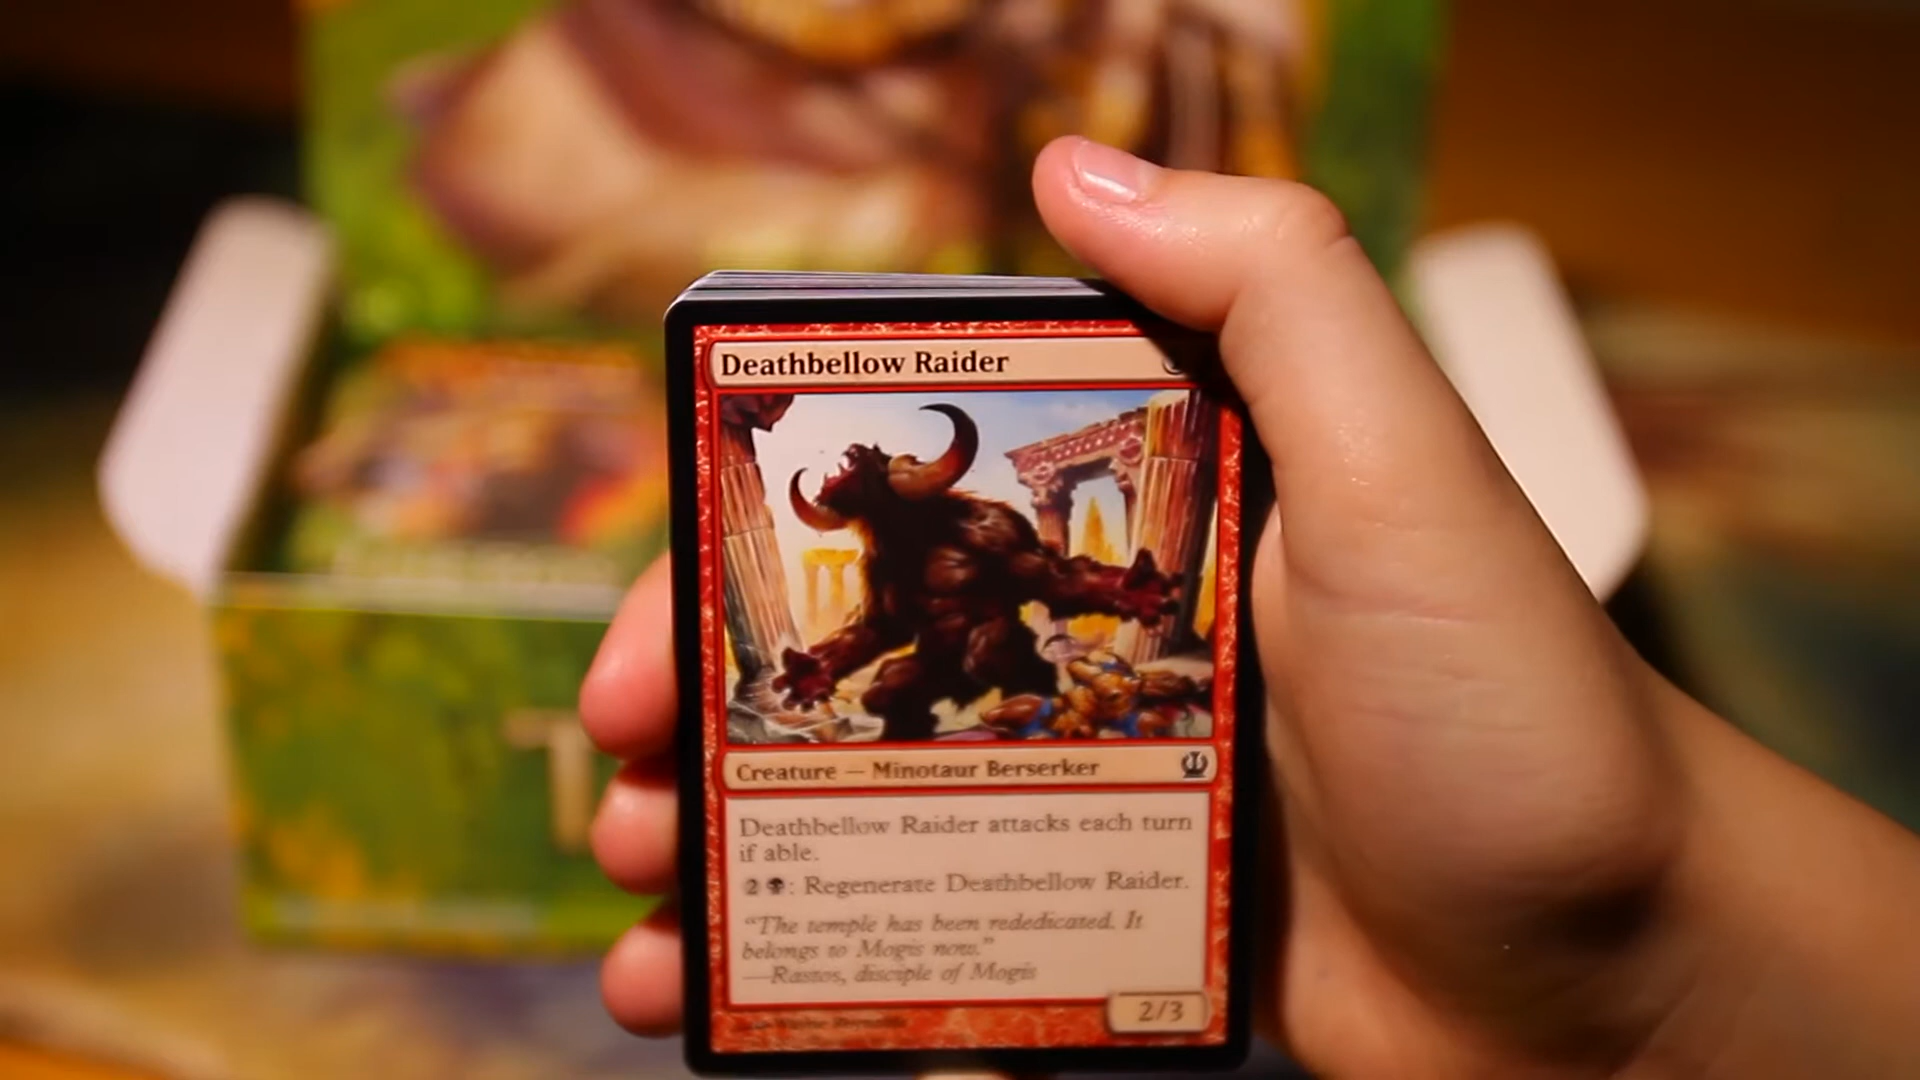 Deathbellow Raider
Creature — Minotaur Berserker
Deathbellow Raider attacks each turn
if able.
2 : Regenerate Deathbellow Raider.
“The temple has been rededicated. It
belongs to Mogis now.”
—Rastos, disciple of Mogis
2/3